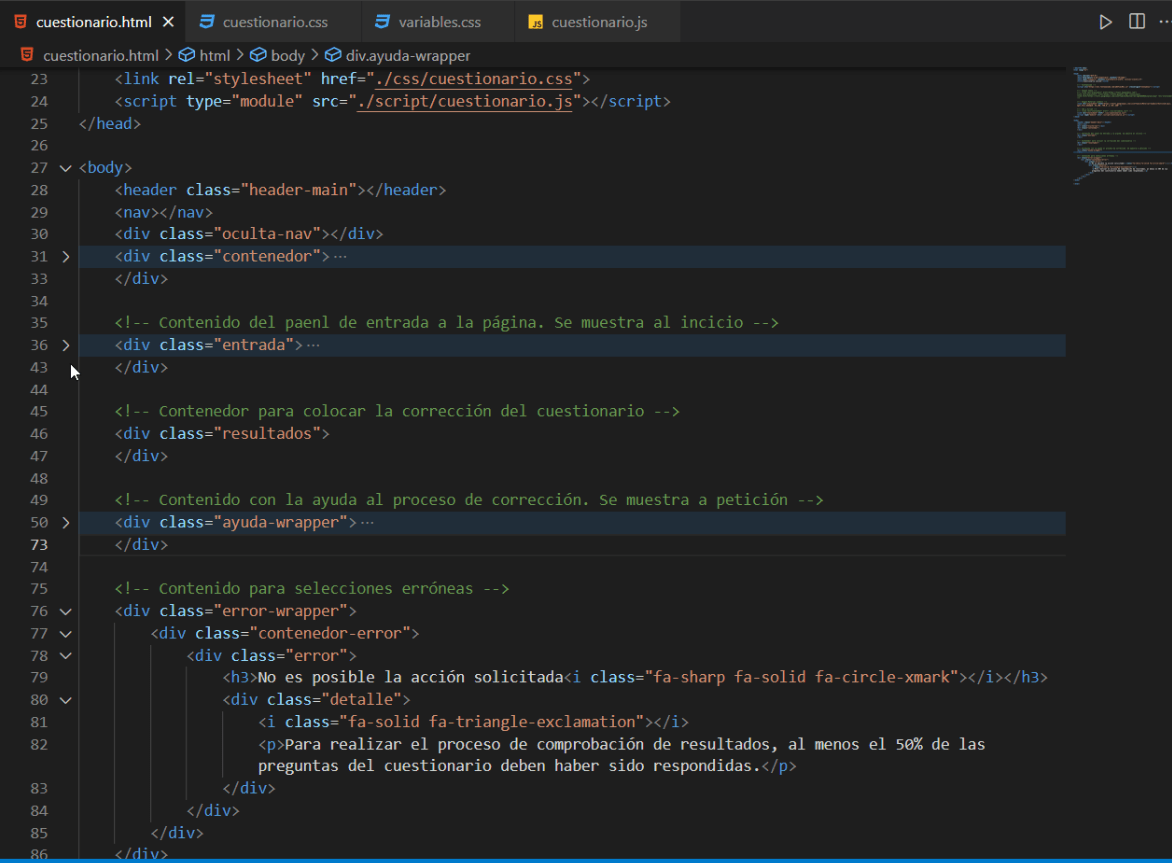 cuestionario.html
cuestionario.css
variables.css
JS cuestionario.js
cuestionario.html > html > body > div.ayuda-wrapper
23 <link rel="stylesheet" href="./css/cuestionario.css">
24 <script type="module" src="./script/cuestionario.js"></script>
25 </head>
26
27 <body>
28 <header class="header-main"></header>
29 <nav></nav>
30 <div class="oculta-nav"></div>
31 <div class="contenedor">···
33 </div>
34
35 <!-- Contenido del paenl de entrada a la página. Se muestra al incicio -->
36 <div class="entrada">···
43 </div>
44
45 <!-- Contenedor para colocar la corrección del cuestionario -->
46 <div class="resultados">
47 </div>
48
49 <!-- Contenido con la ayuda al proceso de corrección. Se muestra a petición -->
50 <div class="ayuda-wrapper">···
73 </div>
74
75 <!-- Contenido para selecciones erróneas -->
76 <div class="error-wrapper">
77 <div class="contenedor-error">
78 <div class="error">
79 <h3>No es posible la acción solicitada<i class="fa-sharp fa-solid fa-circle-xmark"></i></h3>
80 <div class="detalle">
81 <i class="fa-solid fa-triangle-exclamation"></i>
82 <p>Para realizar el proceso de comprobación de resultados, al menos el 50% de las
preguntas del cuestionario deben haber sido respondidas.</p>
83 </div>
84 </div>
85 </div>
86 </div>